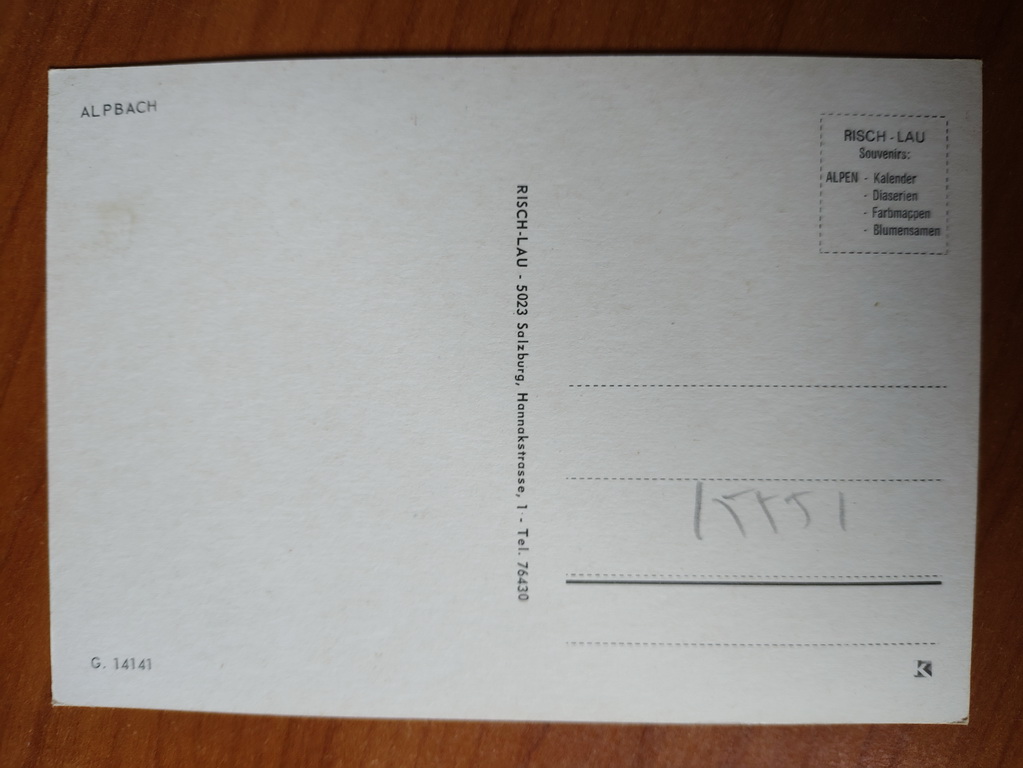 ALPBACH
RISCH-LAU
Souvenirs:
ALPEN - Kalender
- Diaserien
- Farbmappen
- Blumensamen
RISCH-LAU - 5023 Salzburg, Hannakstrasse, 1 - Tel. 76430
G. 14141